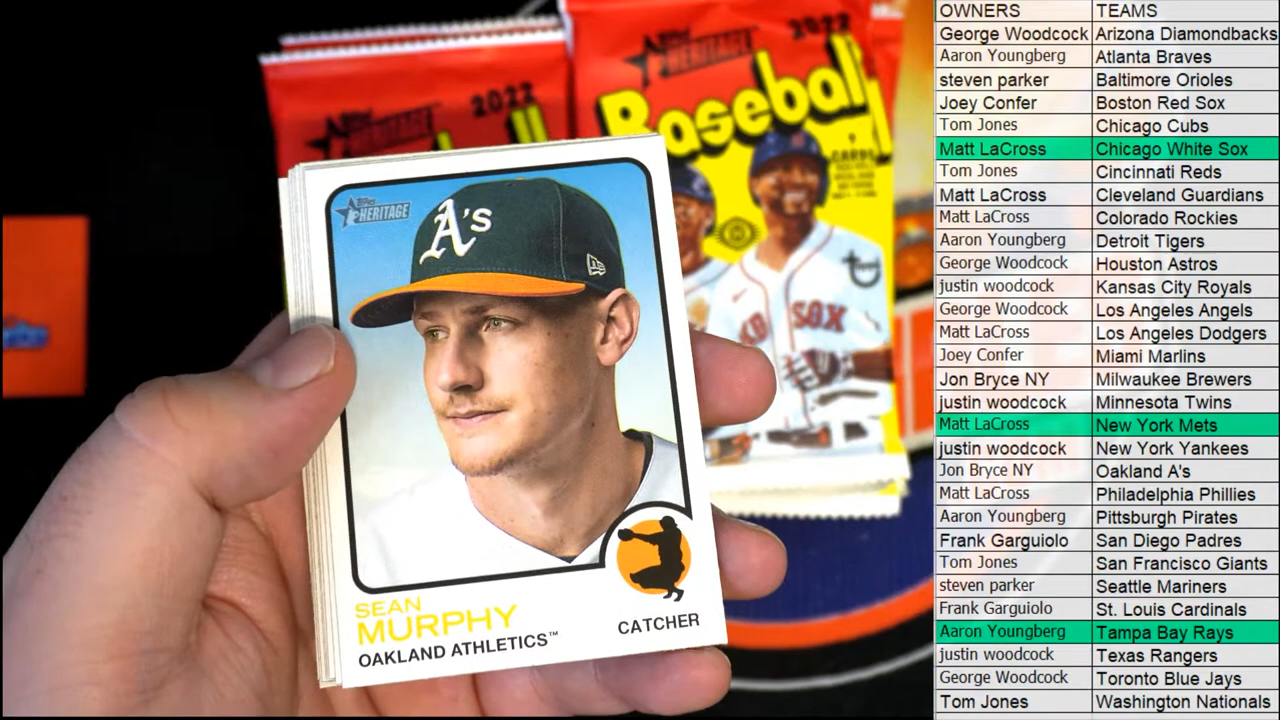 2022
Topps
HERITAGE
2022
Topps
HERITAGE
Baseball
CARDS
SOX
Topps
HERITAGE
A's
SEAN
MURPHY
OAKLAND ATHLETICS™
CATCHER
OWNERS TEAMS
George Woodcock Arizona Diamondbacks
Aaron Youngberg Atlanta Braves
steven parker Baltimore Orioles
Joey Confer Boston Red Sox
Tom Jones Chicago Cubs
Matt LaCross Chicago White Sox
Tom Jones Cincinnati Reds
Matt LaCross Cleveland Guardians
Matt LaCross Colorado Rockies
Aaron Youngberg Detroit Tigers
George Woodcock Houston Astros
justin woodcock Kansas City Royals
George Woodcock Los Angeles Angels
Matt LaCross Los Angeles Dodgers
Joey Confer Miami Marlins
Jon Bryce NY Milwaukee Brewers
justin woodcock Minnesota Twins
Matt LaCross New York Mets
justin woodcock New York Yankees
Jon Bryce NY Oakland A's
Matt LaCross Philadelphia Phillies
Aaron Youngberg Pittsburgh Pirates
Frank Garguiolo San Diego Padres
Tom Jones San Francisco Giants
steven parker Seattle Mariners
Frank Garguiolo St. Louis Cardinals
Aaron Youngberg Tampa Bay Rays
justin woodcock Texas Rangers
George Woodcock Toronto Blue Jays
Tom Jones Washington Nationals